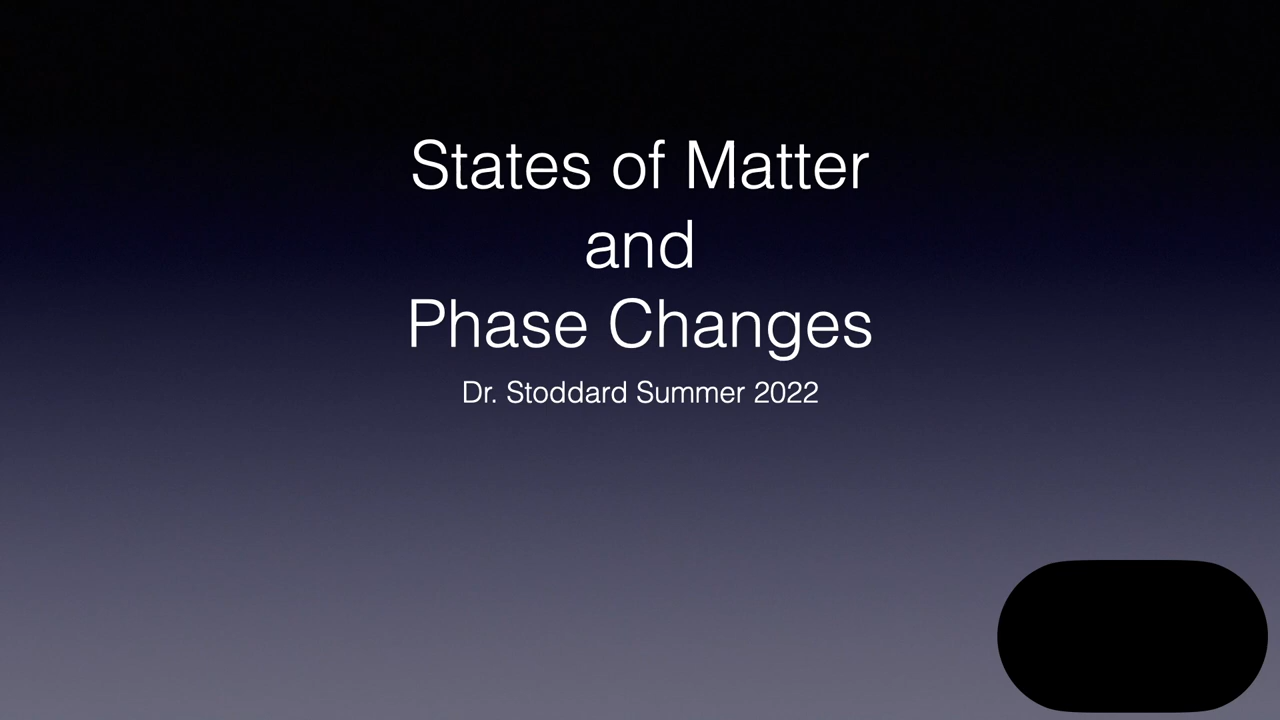 States of Matter
and
Phase Changes
Dr. Stoddard Summer 2022